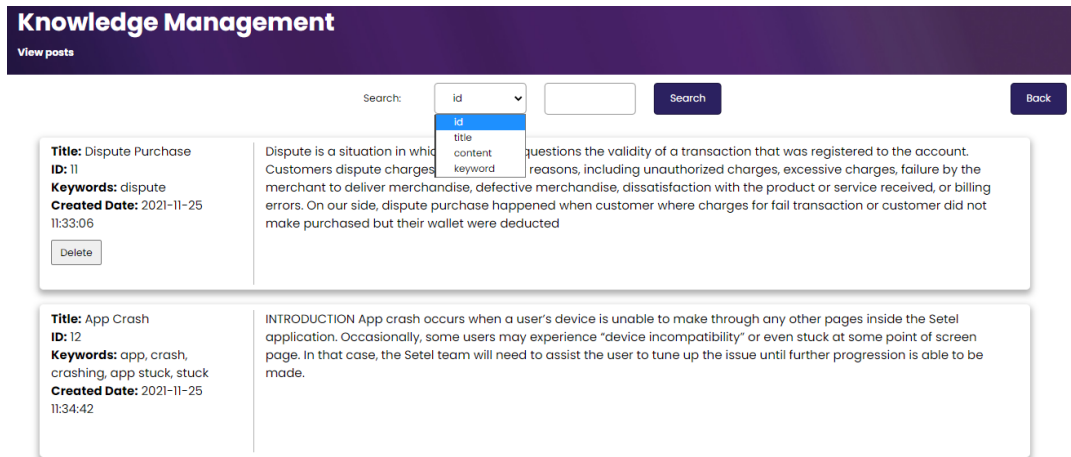 Knowledge Management
View posts
Search:
id
Search
Back
id
title
content
keyword
Title: Dispute Purchase
ID: 11
Keywords: dispute
Created Date: 2021-11-25
11:33:06
Delete
Dispute is a situation in whic questions the validity of a transaction that was registered to the account.
Customers dispute charges reasons, including unauthorized charges, excessive charges, failure by the
merchant to deliver merchandise, defective merchandise, dissatisfaction with the product or service received, or billing
errors. On our side, dispute purchase happened when customer where charges for fail transaction or customer did not
make purchased but their wallet were deducted
Title: App Crash
ID: 12
Keywords: app, crash,
crashing, app stuck, stuck
Created Date: 2021-11-25
11:34:42
INTRODUCTION App crash occurs when a user's device is unable to make through any other pages inside the Setel
application. Occasionally, some users may experience “device incompatibility” or even stuck at some point of screen
page. In that case, the Setel team will need to assist the user to tune up the issue until further progression is able to be
made.